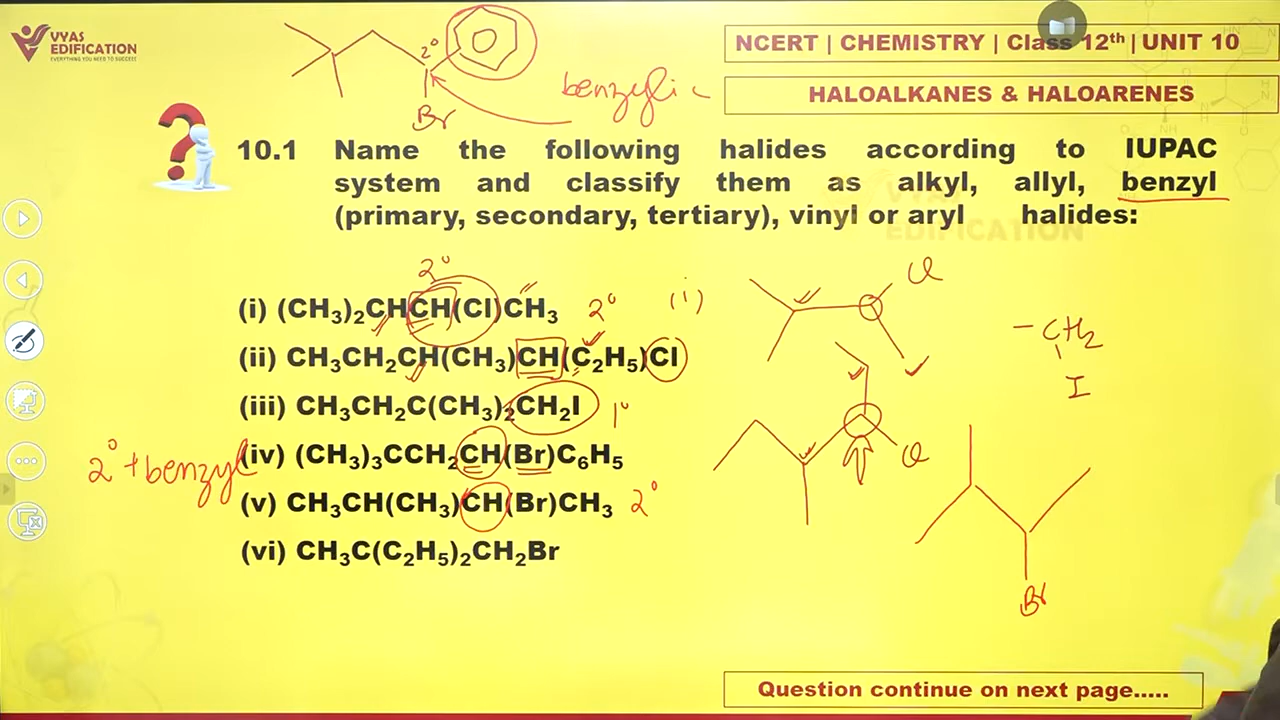 VYAS
EDIFICATION
EVERYTHING YOU NEED TO SUCCEED
2° Br benzylic
NCERT | CHEMISTRY | Class 12th | UNIT 10
HALOALKANES & HALOARENES
10.1 Name the following halides according to IUPAC
system and classify them as alkyl, allyl, benzyl
(primary, secondary, tertiary), vinyl or aryl halides:
VYAS
EDIFICATION
2°
(i) (CH₃)₂CHCH(Cl)CH₃ 2° (i) Cl
(ii) CH₃CH₂CH(CH₃)CH(C₂H₅)Cl
-CH₂
I
(iii) CH₃CH₂C(CH₃)₂CH₂I 1°
2° + benzyl (iv) (CH₃)₃CCH₂CH(Br)C₆H₅ Cl
(v) CH₃CH(CH₃)CH(Br)CH₃ 2°
(vi) CH₃C(C₂H₅)₂CH₂Br
Br
Question continue on next page.....